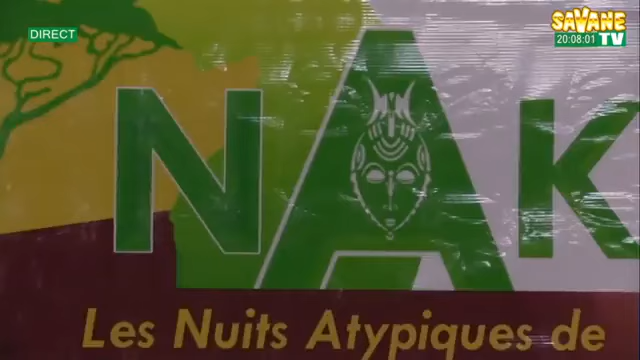 DIRECT
SAVANE
20:08:01 TV
NAK
Les Nuits Atypiques de